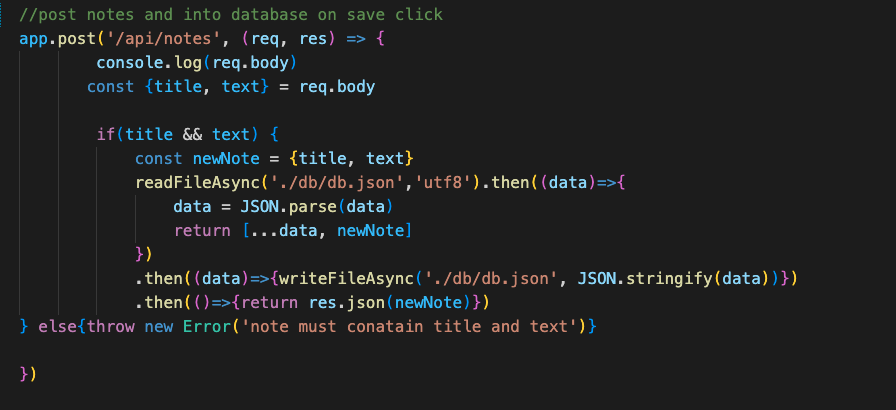 //post notes and into database on save click
app.post('/api/notes', (req, res) => {
console.log(req.body)
const {title, text} = req.body
if(title && text) {
const newNote = {title, text}
readFileAsync('./db/db.json','utf8').then((data)=>{
data = JSON.parse(data)
return [...data, newNote]
})
.then((data)=>{writeFileAsync('./db/db.json', JSON.stringify(data))})
.then(()=>{return res.json(newNote)})
} else{throw new Error('note must conatain title and text')}
})